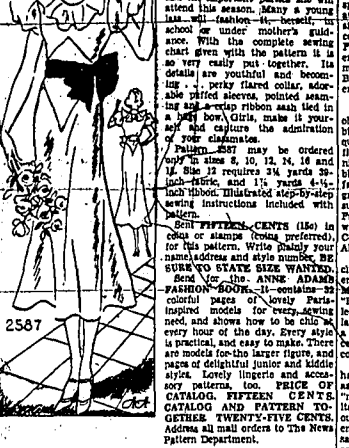 attend this season. Many a young
lass will fashion it, herself, in
school or under mother's guid-
ance. With the complete sewing
chart given with the pattern it is
so very easily put together. Its
details are youthful and becom-
ing . . . perky flared collar, ador-
able puffed sleeves, pointed seam-
ing and a crisp ribbon sash tied in
a bow. Girls, make it your-
self and capture the admiration
of your classmates.
Pattern 2587 may be ordered
only in sizes 8, 10, 12, 14, 16 and
Size 12 requires yards 39-
inch fabric, and yards
inch ribbon. Illustrated step-by-step
sewing instructions included with
pattern.
Send FIFTEEN CENTS (15c) in
coins or stamps (coins preferred),
for this pattern. Write plainly your
name, address and style number. BE
SURE TO STATE SIZE WANTED.
Send for the ANNE ADAMS
FASHION BOOK. It contains 32
colorful pages of lovely Paris-
inspired models for every sewing
need, and shows how to be chic at
every hour of the day. Every style
is practical, and easy to make. There
are models for the larger figure, and
pages of delightful junior and kiddie
styles. Lovely lingerie and acces-
sory patterns, too. PRICE OF
CATALOG, FIFTEEN CENTS.
CATALOG AND PATTERN TO-
GETHER TWENTY-FIVE CENTS.
Address all mail orders to The News
Pattern Department.
2587